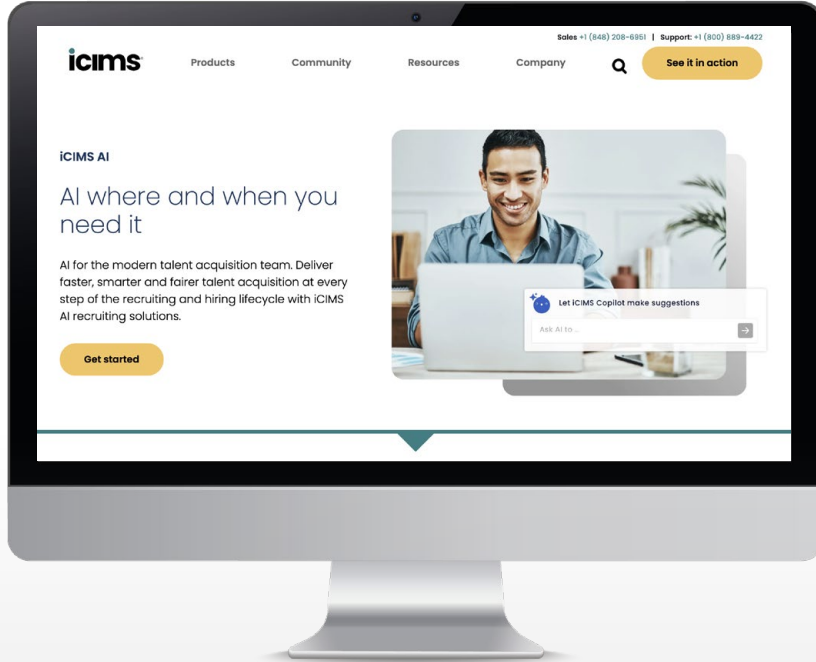 Sales +1 (848) 208-6951 | Support: +1 (800) 889-4422
icims
Products Community Resources Company See it in action
iCIMS AI
AI where and when you
need it
AI for the modern talent acquisition team. Deliver
faster, smarter and fairer talent acquisition at every
step of the recruiting and hiring lifecycle with iCIMS
AI recruiting solutions.
Get started
Let iCIMS Copilot make suggestions
Ask AI to ...